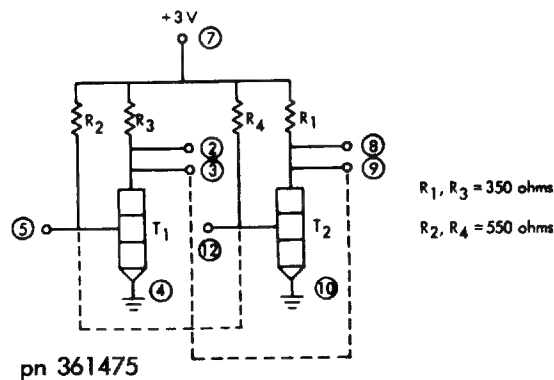 +3 V
7
R2
R3
R4
R1
2
8
3
9
R1, R3 = 350 ohms
5
T1
12
T2
R2, R4 = 550 ohms
4
10
pn 361475